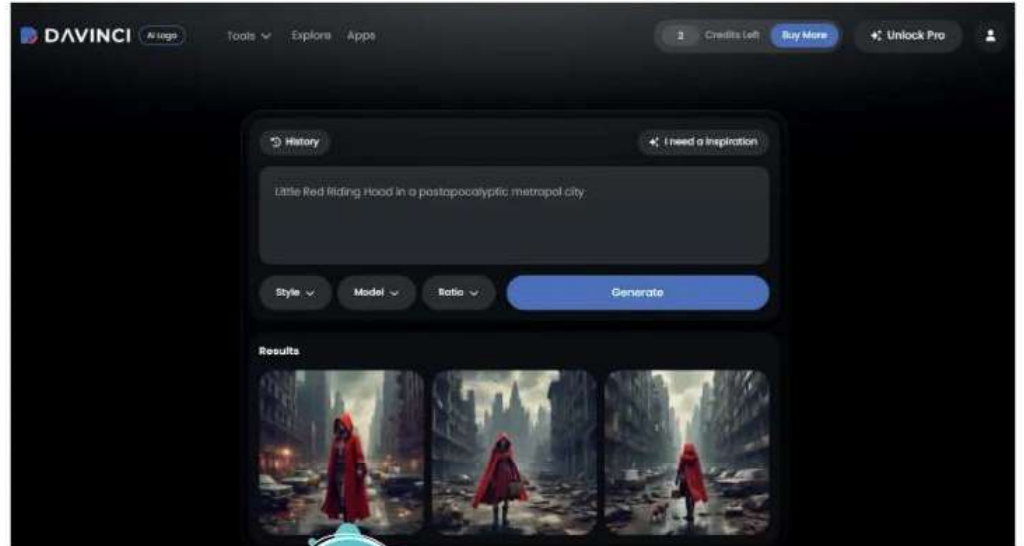 DAVINCI AI Logo Tools Explore Apps 2 Credits Left Buy More Unlock Pro
History I need a inspiration
Little Red Riding Hood in a postapocalyptic metropol city
Style Model Ratio Generate
Results